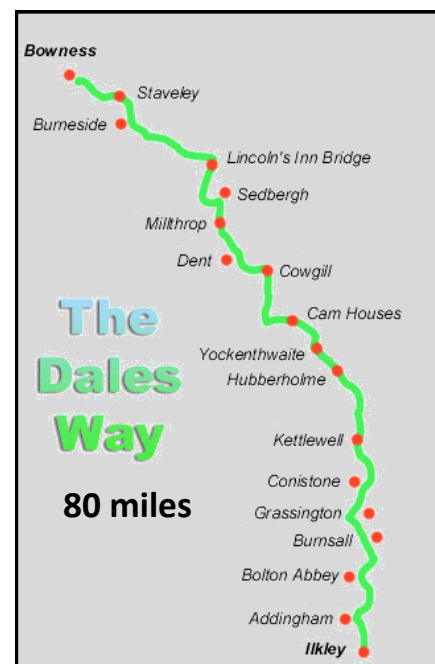 Bowness
Staveley
Burneside
Lincoln's Inn Bridge
Sedbergh
Millthrop
Dent
Cowgill
The
Dales
Way
80 miles
Cam Houses
Yockenthwaite
Hubberholme
Kettlewell
Conistone
Grassington
Burnsall
Bolton Abbey
Addingham
Ilkley